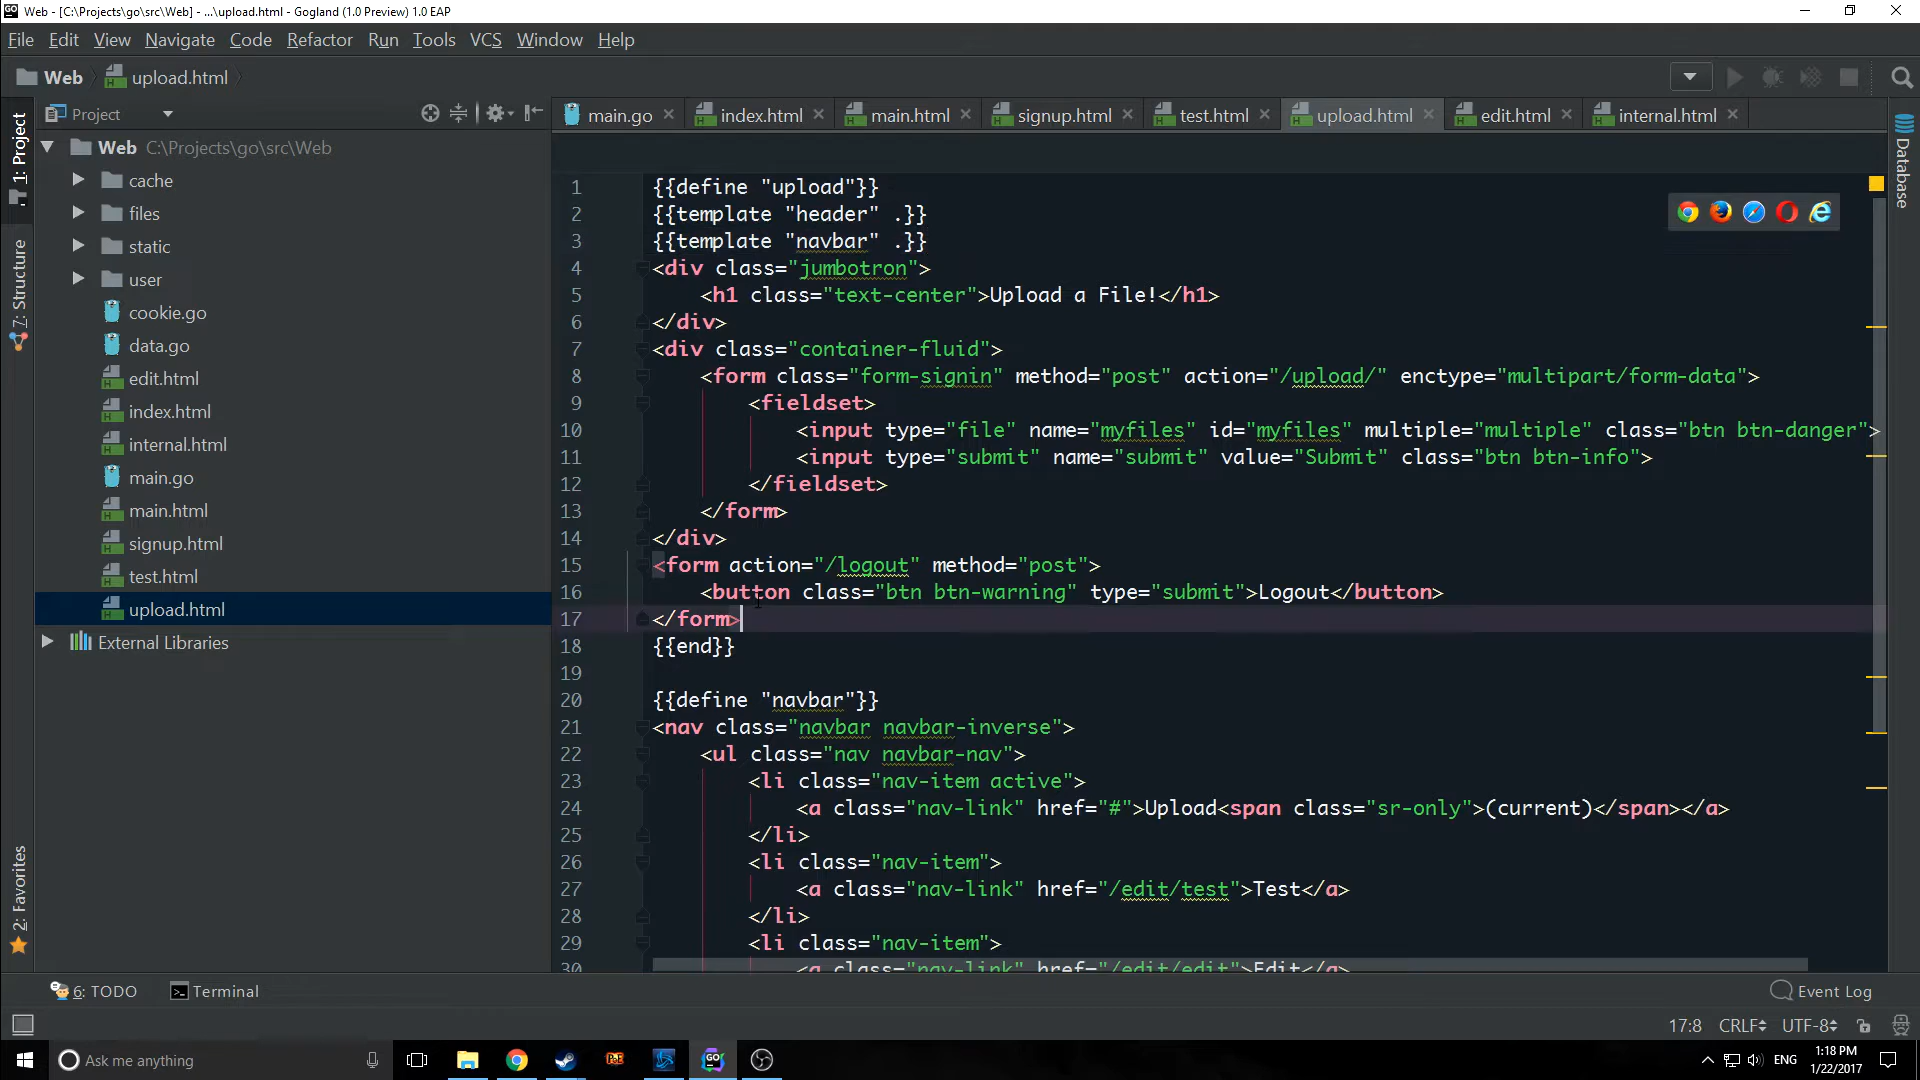 Web - [C:\Projects\go\src\Web] - ...\upload.html - Gogland (1.0 Preview) 1.0 EAP
File Edit View Navigate Code Refactor Run Tools VCS Window Help
Web upload.html
Project
main.go index.html main.html signup.html test.html upload.html edit.html internal.html
1: Project
7: Structure
2: Favorites
Database
Web C:\Projects\go\src\Web
cache
files
static
user
cookie.go
data.go
edit.html
index.html
internal.html
main.go
main.html
signup.html
test.html
upload.html
External Libraries
1 {{define "upload"}}
2 {{template "header" .}}
3 {{template "navbar" .}}
4 <div class="jumbotron">
5 <h1 class="text-center">Upload a File!</h1>
6 </div>
7 <div class="container-fluid">
8 <form class="form-signin" method="post" action="/upload/" enctype="multipart/form-data">
9 <fieldset>
10 <input type="file" name="myfiles" id="myfiles" multiple="multiple" class="btn btn-danger">
11 <input type="submit" name="submit" value="Submit" class="btn btn-info">
12 </fieldset>
13 </form>
14 </div>
15 <form action="/logout" method="post">
16 <button class="btn btn-warning" type="submit">Logout</button>
17 </form>
18 {{end}}
19
20 {{define "navbar"}}
21 <nav class="navbar navbar-inverse">
22 <ul class="nav navbar-nav">
23 <li class="nav-item active">
24 <a class="nav-link" href="#">Upload<span class="sr-only">(current)</span></a>
25 </li>
26 <li class="nav-item">
27 <a class="nav-link" href="/edit/test">Test</a>
28 </li>
29 <li class="nav-item">
30 <a class="nav-link" href="/edit/edit">Edit</a>
6: TODO Terminal Event Log
17:8 CRLF UTF-8
Ask me anything
ENG
1:18 PM
1/22/2017